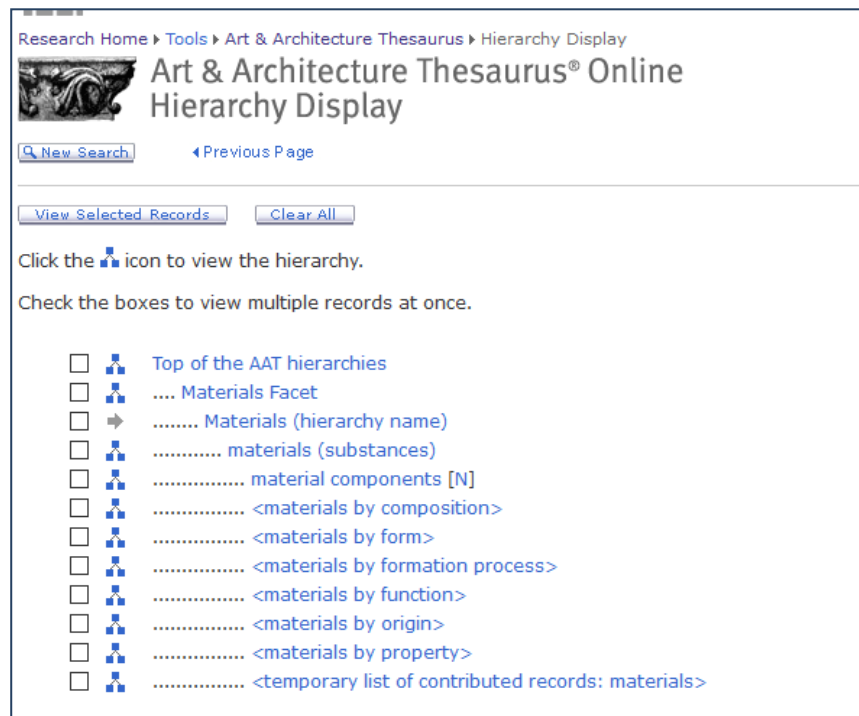 Research Home ▸ Tools ▸ Art & Architecture Thesaurus ▸ Hierarchy Display
Art & Architecture Thesaurus® Online
Hierarchy Display
New Search ◂ Previous Page
View Selected Records Clear All
Click the icon to view the hierarchy.
Check the boxes to view multiple records at once.
Top of the AAT hierarchies
.... Materials Facet
........ Materials (hierarchy name)
............ materials (substances)
................ material components [N]
................ <materials by composition>
................ <materials by form>
................ <materials by formation process>
................ <materials by function>
................ <materials by origin>
................ <materials by property>
................ <temporary list of contributed records: materials>